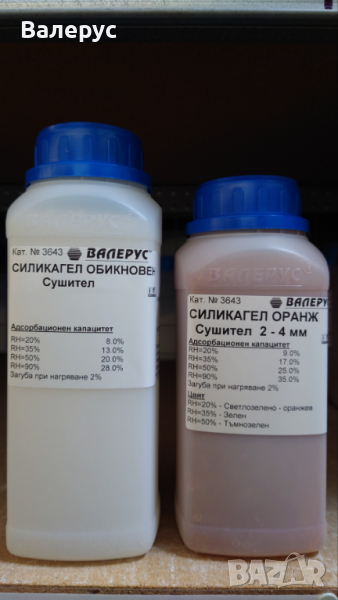 Валерус
Кат. № 3643 ВАЛЕРУС
СИЛИКАГЕЛ ОБИКНОВЕН
Сушител
Адсорбационен капацитет
RH=20% 8.0%
RH=35% 13.0%
RH=50% 20.0%
RH=90% 28.0%
Загуба при нагряване 2%
Кат. № 3643 ВАЛЕРУС
СИЛИКАГЕЛ ОРАНЖ
Сушител 2 - 4 мм
Адсорбационен капацитет
RH=20% 9.0%
RH=35% 17.0%
RH=50% 25.0%
RH=90% 35.0%
Загуба при нагряване 2%
Цвят
RH=20% - Светлозелено - оранжев
RH=35% - Зелен
RH=50% - Тъмнозелен
BAZAR